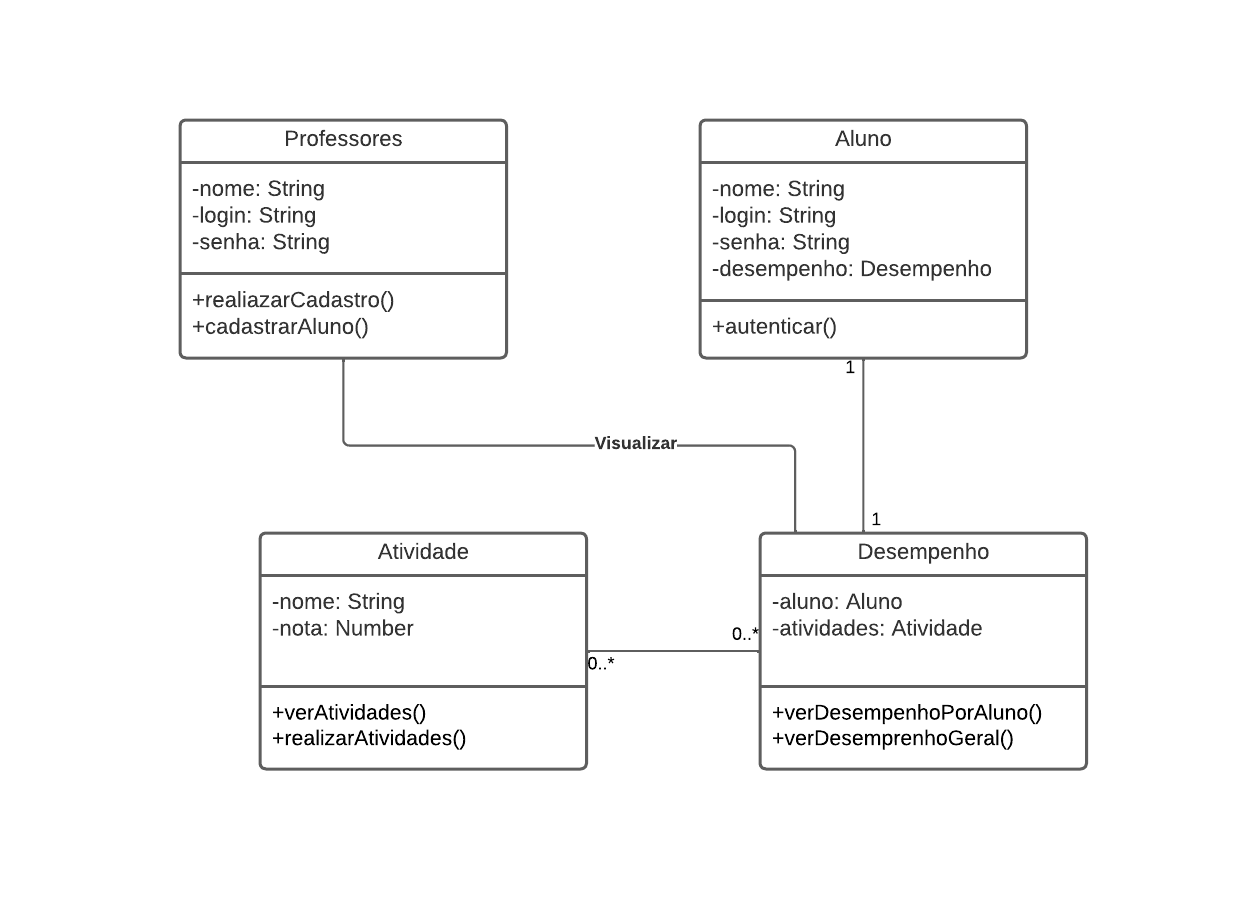 Professores
-nome: String
-login: String
-senha: String
+realiazarCadastro()
+cadastrarAluno()
Aluno
-nome: String
-login: String
-senha: String
-desempenho: Desempenho
+autenticar()
1
Visualizar
1
Atividade
-nome: String
-nota: Number
+verAtividades()
+realizarAtividades()
0..*
0..*
Desempenho
-aluno: Aluno
-atividades: Atividade
+verDesempenhoPorAluno()
+verDesemprenhoGeral()